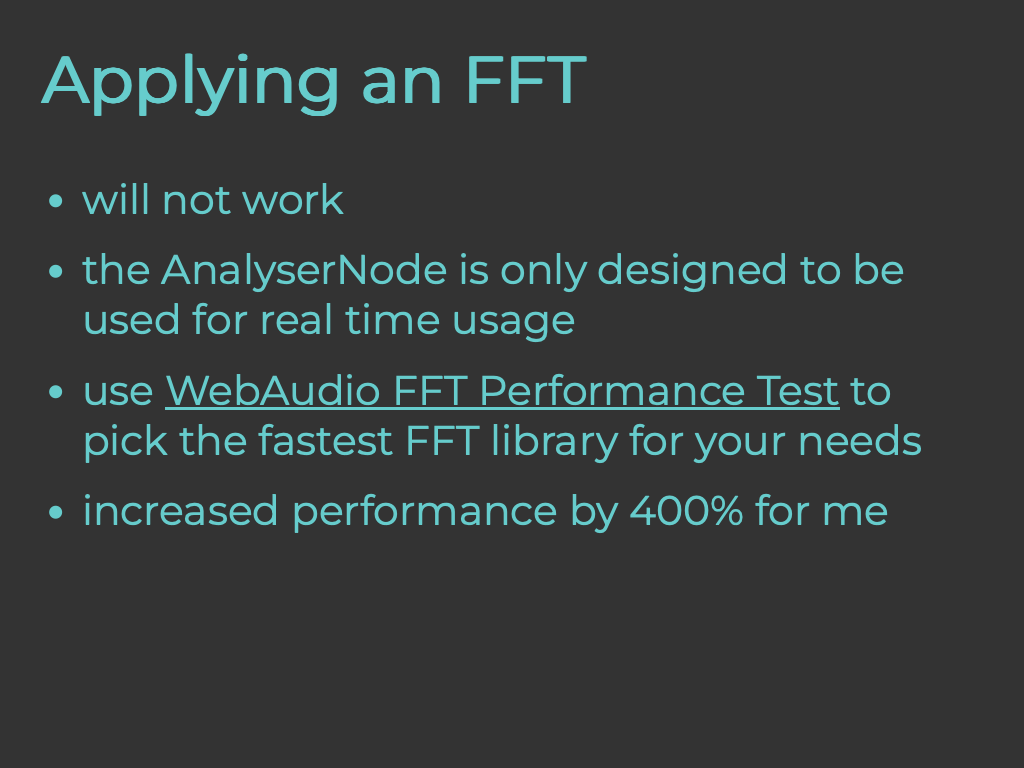 Applying an FFT
• will not work
• the AnalyserNode is only designed to be
used for real time usage
• use WebAudio FFT Performance Test to
pick the fastest FFT library for your needs
• increased performance by 400% for me